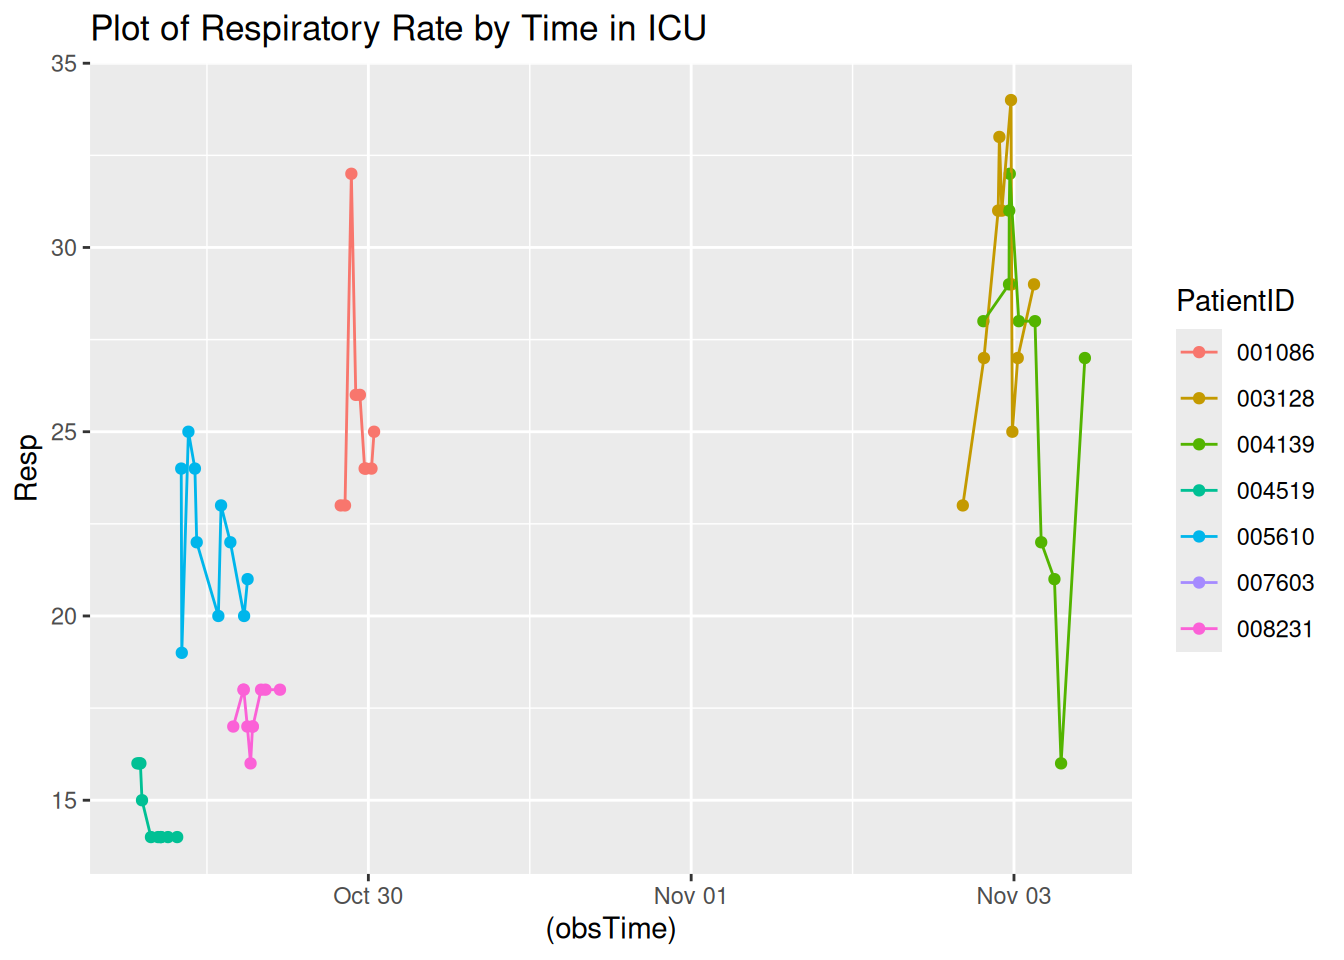 Plot of Respiratory Rate by Time in ICU
35
30
25
20
15
Resp
Oct 30
Nov 01
Nov 03
(obsTime)
PatientID
001086
003128
004139
004519
005610
007603
008231